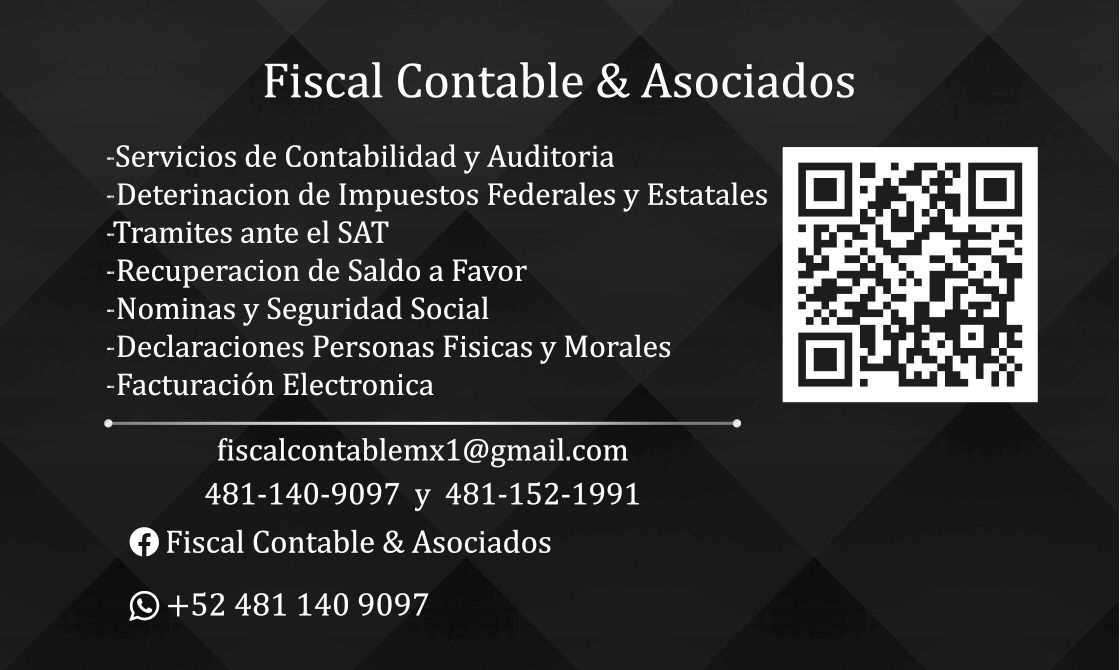 Fiscal Contable & Asociados
-Servicios de Contabilidad y Auditoria
-Deterinacion de Impuestos Federales y Estatales
-Tramites ante el SAT
-Recuperacion de Saldo a Favor
-Nominas y Seguridad Social
-Declaraciones Personas Fisicas y Morales
-Facturación Electronica
fiscalcontablemx1@gmail.com
481-140-9097 y 481-152-1991
Fiscal Contable & Asociados
+52 481 140 9097